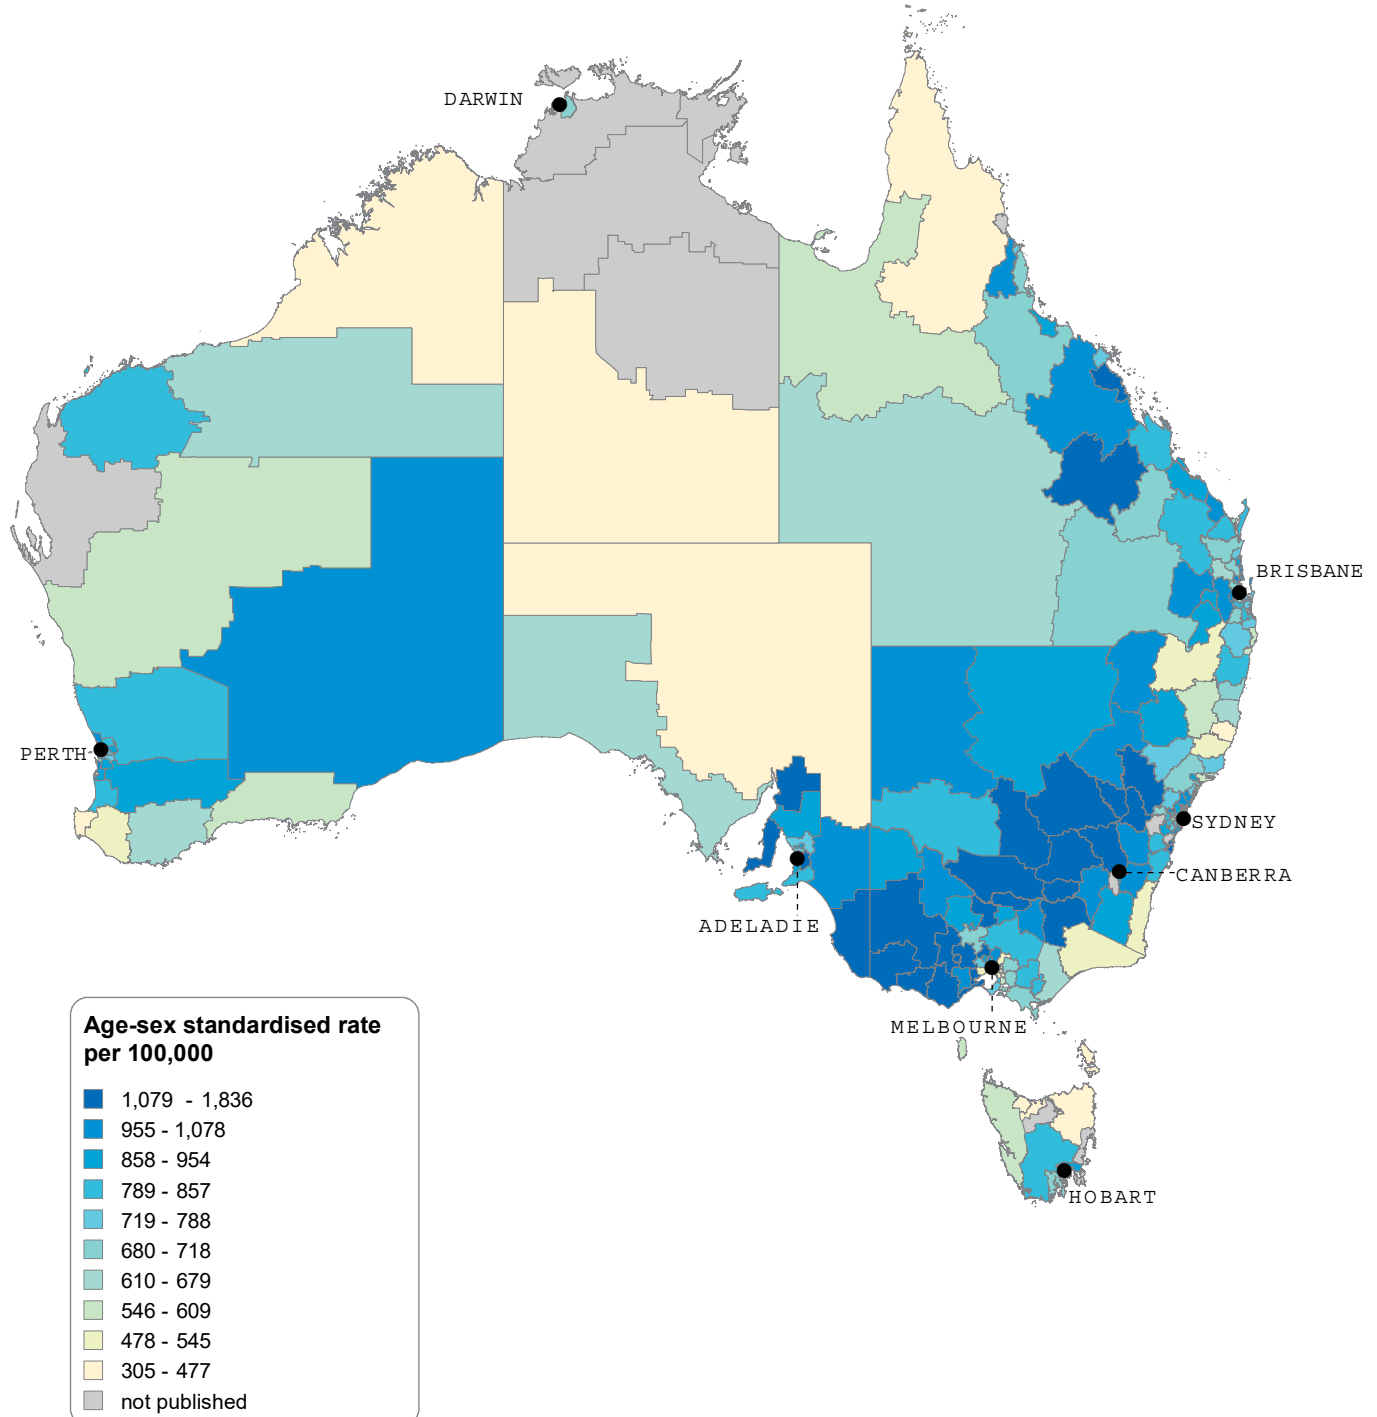 DARWIN
BRISBANE
PERTH
SYDNEY
CANBERRA
ADELADIE
MELBOURNE
HOBART
Age-sex standardised rate
per 100,000
1,079 - 1,836
955 - 1,078
858 - 954
789 - 857
719 - 788
680 - 718
610 - 679
546 - 609
478 - 545
305 - 477
not published